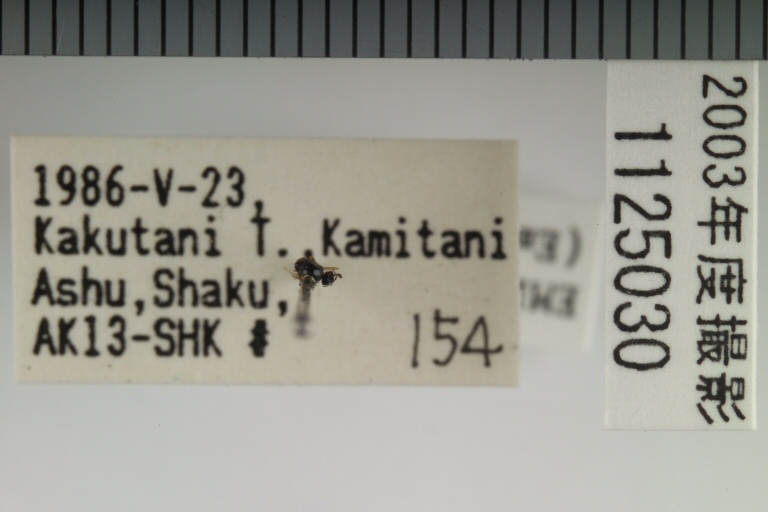 1986-V-23,
Kakutani T., Kamitani
Ashu,Shaku,
AK13-SHK # 154
2003年度撮影
1125030